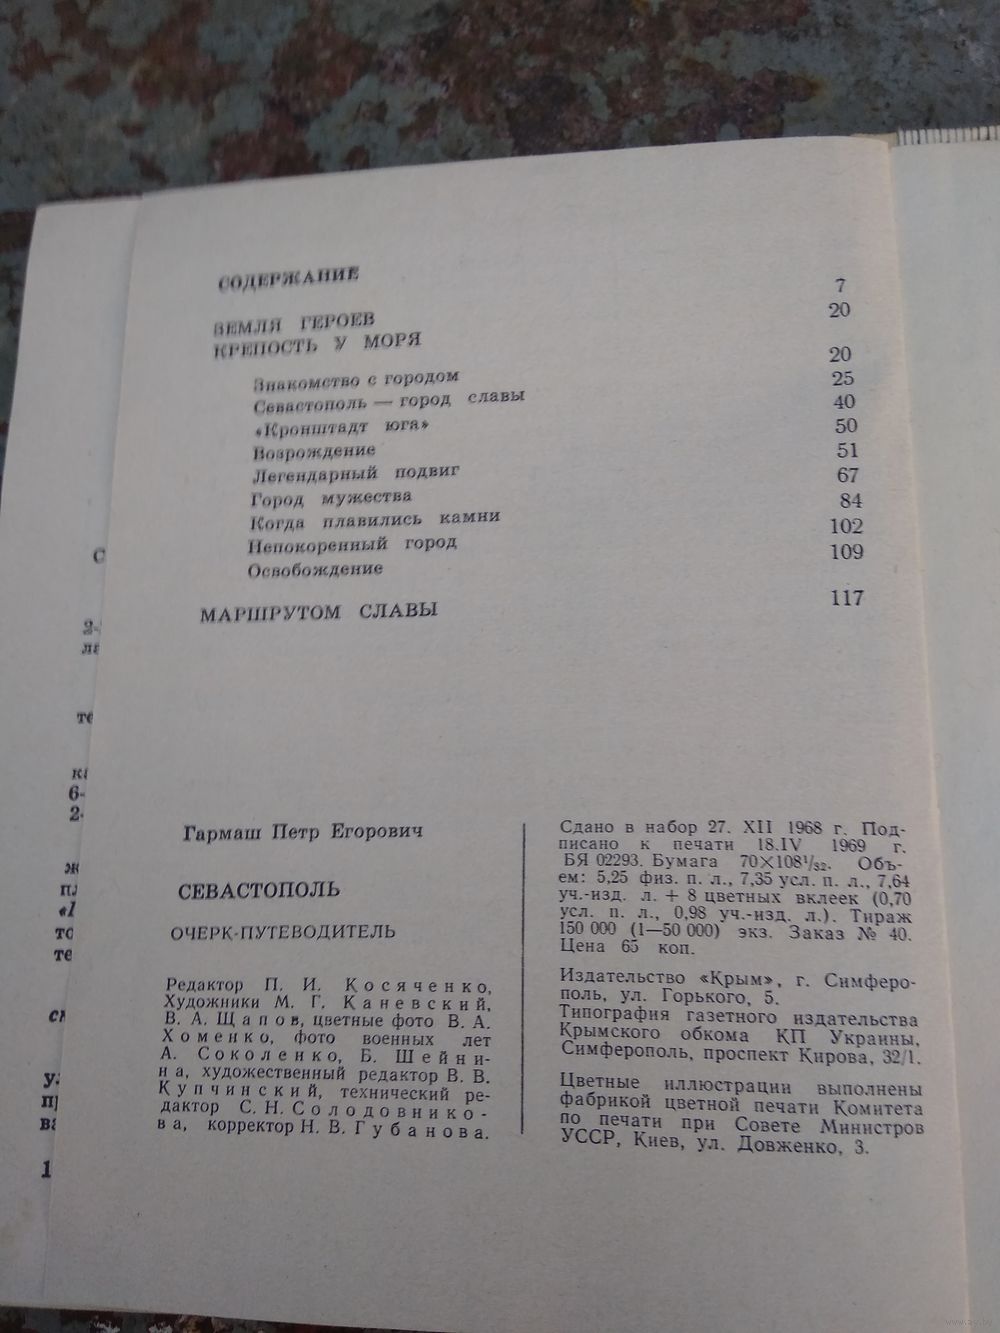 СОДЕРЖАНИЕ
ЗЕМЛЯ ГЕРОЕВ 7
КРЕПОСТЬ У МОРЯ 20
Знакомство с городом 20
Севастополь — город славы 25
«Кронштадт юга» 40
Возрождение 50
Легендарный подвиг 51
Город мужества 67
Когда плавились камни 84
Непокоренный город 102
Освобождение 109
МАРШРУТОМ СЛАВЫ 117
Гармаш Петр Егорович
СЕВАСТОПОЛЬ
ОЧЕРК-ПУТЕВОДИТЕЛЬ
Редактор П. И. Косяченко,
Художники М. Г. Каневский,
В. А. Щапов, цветные фото В. А.
Хоменко, фото военных лет
А. Соколенко, Б. Шейни-
на, художественный редактор В. В.
Купчинский, технический ре-
дактор С. Н. Солодовнико-
ва, корректор Н. В. Губанова.
Сдано в набор 27. XII 1968 г. Под-
писано к печати 18.IV 1969 г.
БЯ 02293. Бумага 70×108¹/₃₂. Объ-
ем: 5,25 физ. п. л., 7,35 усл. п. л., 7,64
уч.-изд. л. + 8 цветных вклеек (0,70
усл. п. л., 0,98 уч.-изд. л.). Тираж
150 000 (1—50 000) экз. Заказ № 40.
Цена 65 коп.
Издательство «Крым», г. Симферо-
поль, ул. Горького, 5.
Типография газетного издательства
Крымского обкома КП Украины,
Симферополь, проспект Кирова, 32/1.
Цветные иллюстрации выполнены
фабрикой цветной печати Комитета
по печати при Совете Министров
УССР, Киев, ул. Довженко, 3.